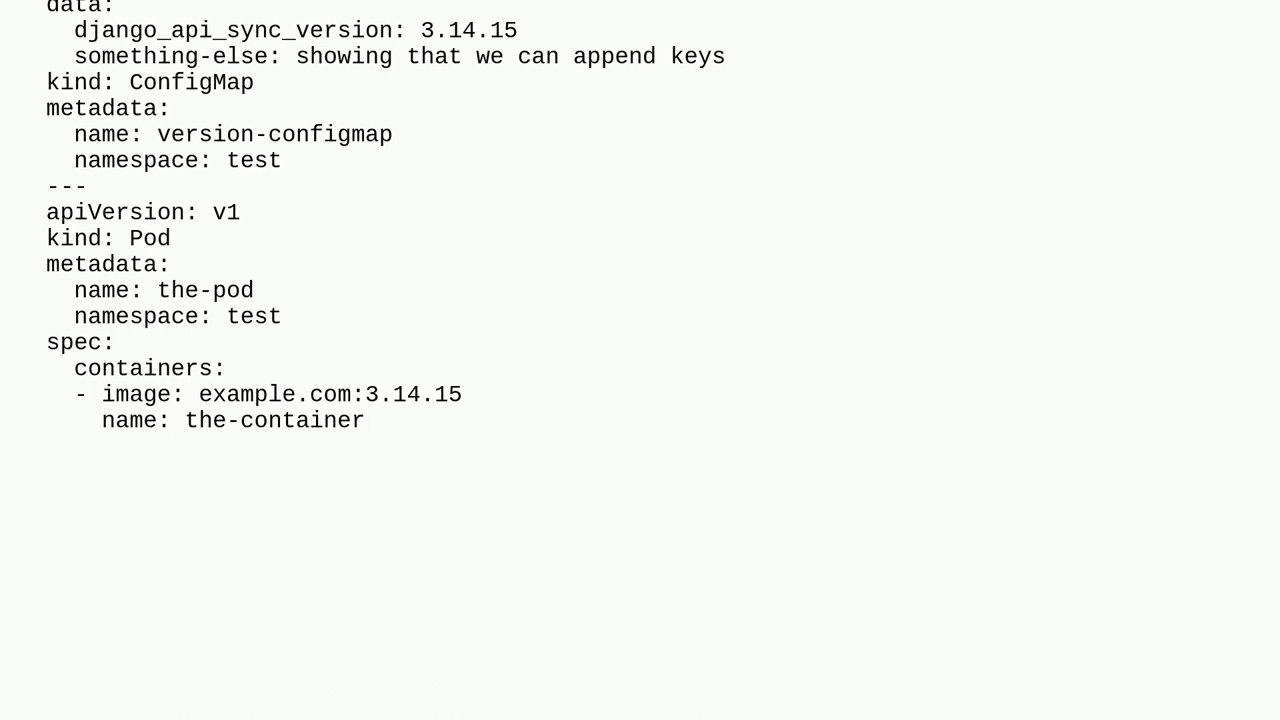 data:
  django_api_sync_version: 3.14.15
  something-else: showing that we can append keys
kind: ConfigMap
metadata:
  name: version-configmap
  namespace: test
---
apiVersion: v1
kind: Pod
metadata:
  name: the-pod
  namespace: test
spec:
  containers:
  - image: example.com:3.14.15
    name: the-container